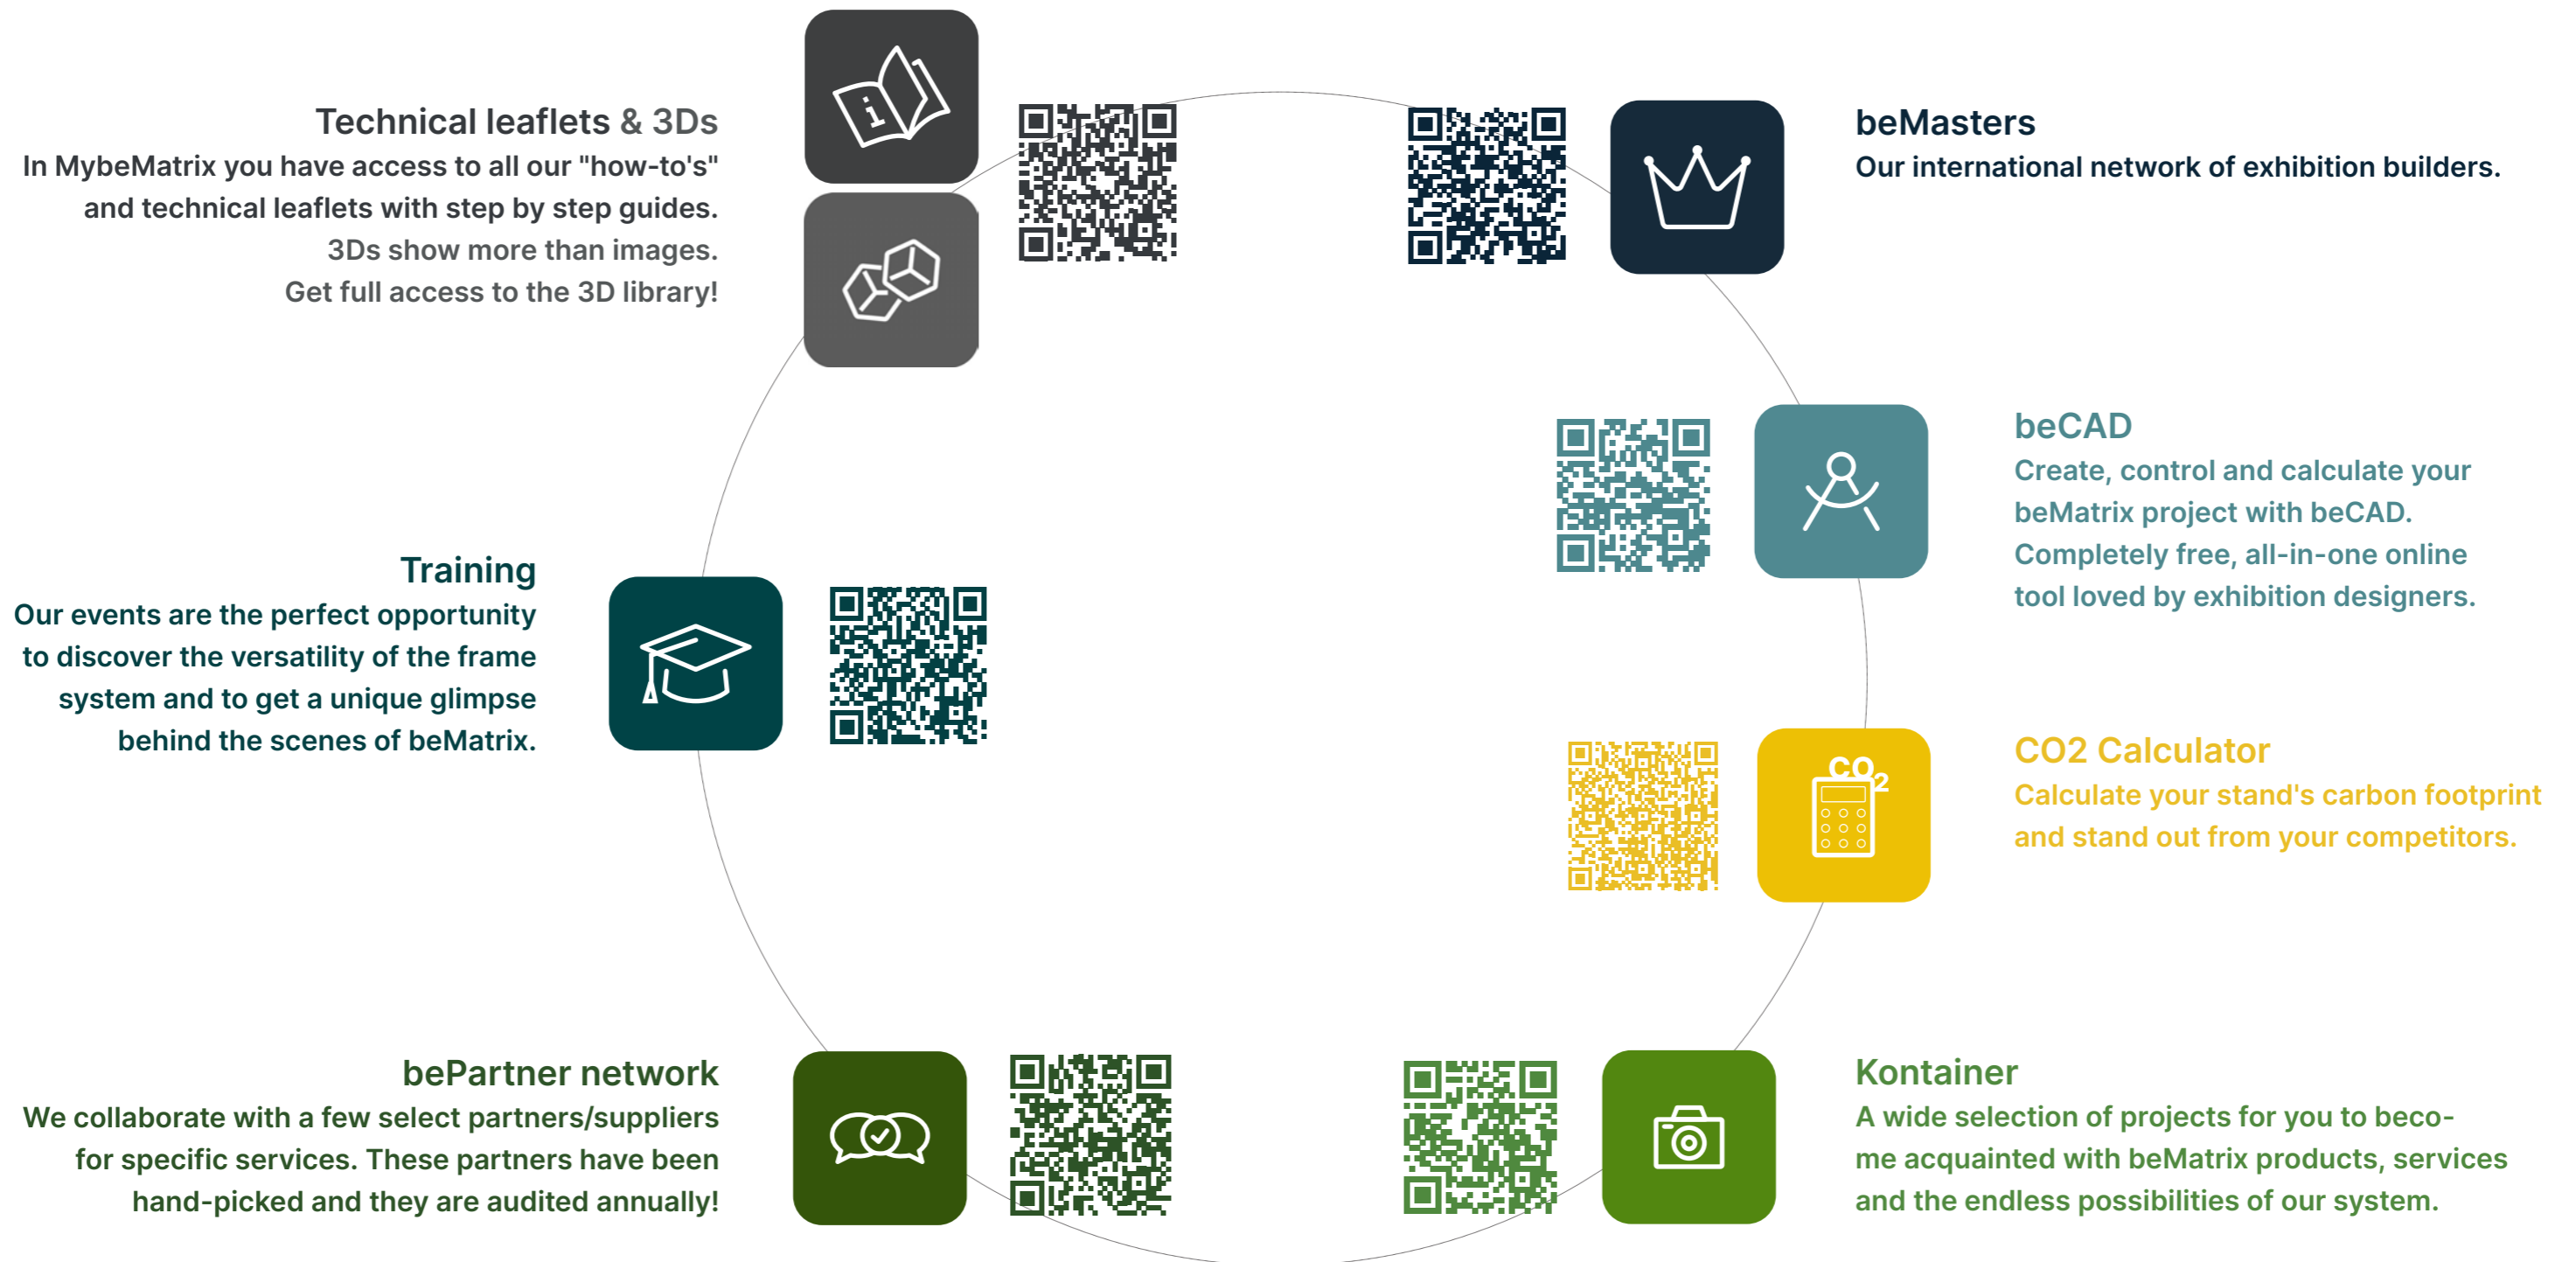 Technical leaflets & 3Ds
In MybeMatrix you have access to all our "how-to's"
and technical leaflets with step by step guides.
3Ds show more than images.
Get full access to the 3D library!
beMasters
Our international network of exhibition builders.
beCAD
Create, control and calculate your
beMatrix project with beCAD.
Completely free, all-in-one online
tool loved by exhibition designers.
Training
Our events are the perfect opportunity
to discover the versatility of the frame
system and to get a unique glimpse
behind the scenes of beMatrix.
CO2
CO2 Calculator
Calculate your stand's carbon footprint
and stand out from your competitors.
bePartner network
We collaborate with a few select partners/suppliers
for specific services. These partners have been
hand-picked and they are audited annually!
Kontainer
A wide selection of projects for you to beco-
me acquainted with beMatrix products, services
and the endless possibilities of our system.